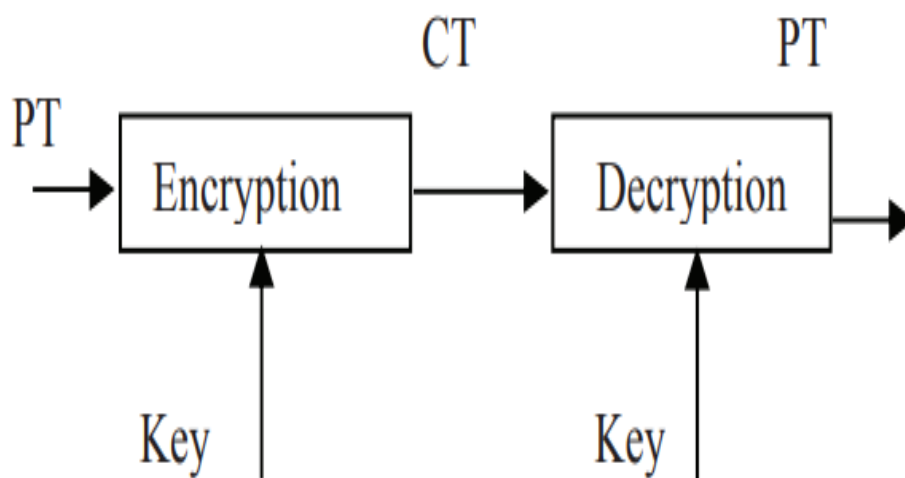 CT
PT
PT
Encryption
Decryption
Key
Key